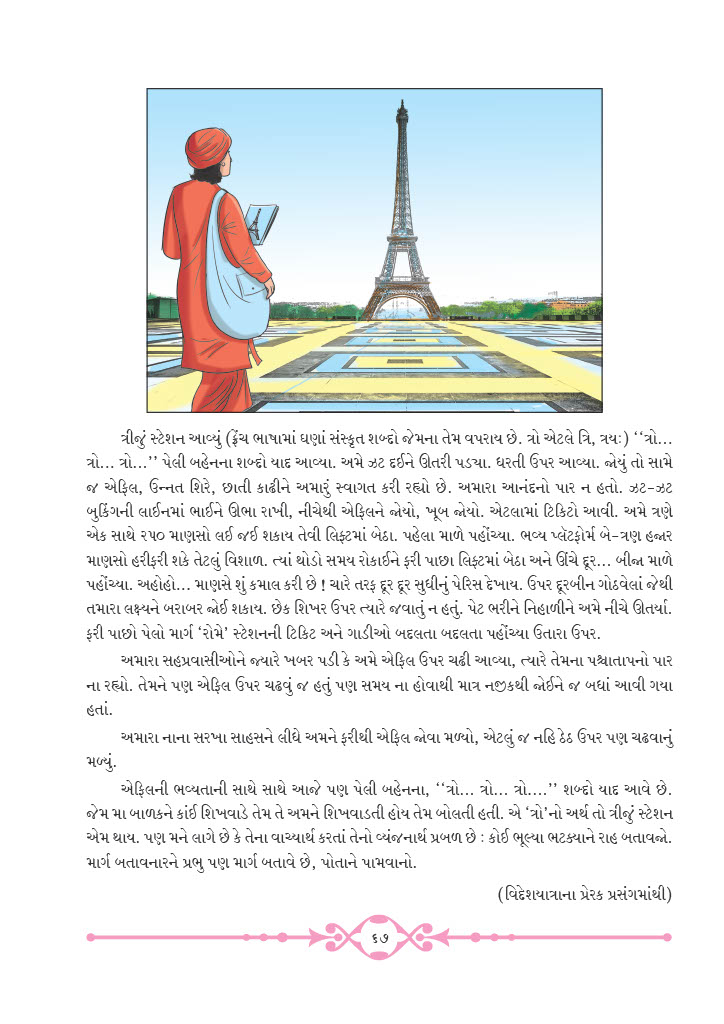 ત્રીજું સ્ટેશન આવ્યું (ફ્રેંચ ભાષામાં ઘણાં સંસ્કૃત શબ્દો જેમના તેમ વપરાય છે. ત્રો એટલે ત્રિ, ત્રયઃ) ‘‘ત્રો...
ત્રો... ત્રો...’’ પેલી બહેનના શબ્દો યાદ આવ્યા. અમે ઝટ દઈને ઊતરી પડ્યા. ધરતી ઉપર આવ્યા. જોયું તો સામે
જ એફિલ, ઉન્નત શિરે, છાતી કાઢીને અમારું સ્વાગત કરી રહ્યો છે. અમારા આનંદનો પાર ન હતો. ઝટ-ઝટ
બુકિંગની લાઈનમાં ભાઈને ઊભા રાખી, નીચેથી એફિલને જોયો, ખૂબ જોયો. એટલામાં ટિકિટો આવી. અમે ત્રણે
એક સાથે ૨૫૦ માણસો લઈ જઈ શકાય તેવી લિફ્ટમાં બેઠા. પહેલા માળે પહોંચ્યા. ભવ્ય પ્લૅટફોર્મ બે-ત્રણ હજાર
માણસો હરીફરી શકે તેટલું વિશાળ. ત્યાં થોડો સમય રોકાઈને ફરી પાછા લિફ્ટમાં બેઠા અને ઊંચે દૂર... બીજા માળે
પહોંચ્યા. અહોહો... માણસે શું કમાલ કરી છે ! ચારે તરફ દૂર દૂર સુધીનું પેરિસ દેખાય. ઉપર દૂરબીન ગોઠવેલાં જેથી
તમારા લક્ષ્યને બરાબર જોઈ શકાય. છેક શિખર ઉપર ત્યારે જવાતું ન હતું. પેટ ભરીને નિહાળીને અમે નીચે ઊતર્યા.
ફરી પાછો પેલો માર્ગ ‘રોમે’ સ્ટેશનની ટિકિટ અને ગાડીઓ બદલતા બદલતા પહોંચ્યા ઉતારા ઉપર.
અમારા સહપ્રવાસીઓને જ્યારે ખબર પડી કે અમે એફિલ ઉપર ચઢી આવ્યા, ત્યારે તેમના પશ્ચાતાપનો પાર
ના રહ્યો. તેમને પણ એફિલ ઉપર ચઢવું જ હતું પણ સમય ના હોવાથી માત્ર નજીકથી જોઈને જ બધાં આવી ગયા
હતાં.
અમારા નાના સરખા સાહસને લીધે અમને ફરીથી એફિલ જોવા મળ્યો, એટલું જ નહિ ઠેઠ ઉપર પણ ચઢવાનું
મળ્યું.
એફિલની ભવ્યતાની સાથે સાથે આજે પણ પેલી બહેનના, ‘‘ત્રો... ત્રો... ત્રો....’’ શબ્દો યાદ આવે છે.
જેમ મા બાળકને કાંઈ શિખવાડે તેમ તે અમને શિખવાડતી હોય તેમ બોલતી હતી. એ ‘ત્રો’નો અર્થ તો ત્રીજું સ્ટેશન
એમ થાય. પણ મને લાગે છે કે તેના વાચ્યાર્થ કરતાં તેનો વ્યંજનાર્થ પ્રબળ છે : કોઈ ભૂલ્યા ભટક્યાને રાહ બતાવજો.
માર્ગ બતાવનારને પ્રભુ પણ માર્ગ બતાવે છે, પોતાને પામવાનો.
(વિદેશયાત્રાના પ્રેરક પ્રસંગમાંથી)
૬૭